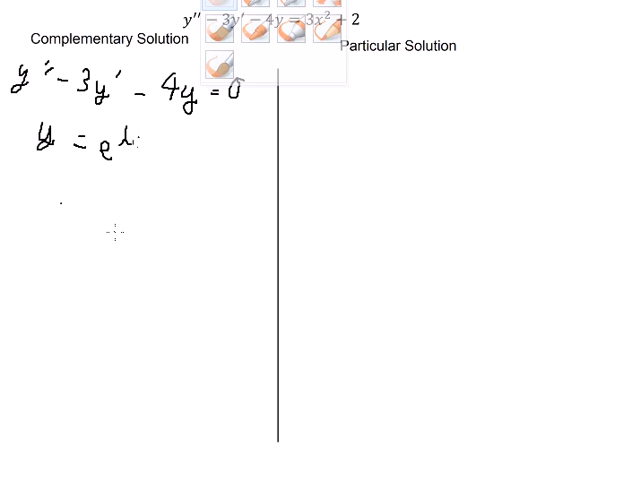 y'' − 3y' − 4y = 3x² + 2
Complementary Solution
Particular Solution
y'' − 3y' − 4y = 0
y = e^λ